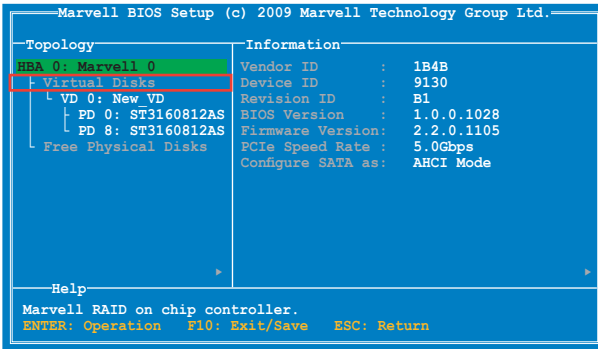 Marvell BIOS Setup (c) 2009 Marvell Technology Group Ltd.
Topology
HBA 0: Marvell 0
Virtual Disks
VD 0: New_VD
PD 0: ST3160812AS
PD 8: ST3160812AS
Free Physical Disks
Information
Vendor ID : 1B4B
Device ID : 9130
Revision ID : B1
BIOS Version : 1.0.0.1028
Firmware Version: 2.2.0.1105
PCIe Speed Rate : 5.0Gbps
Configure SATA as: AHCI Mode
Help
Marvell RAID on chip controller.
ENTER: Operation F10: Exit/Save ESC: Return